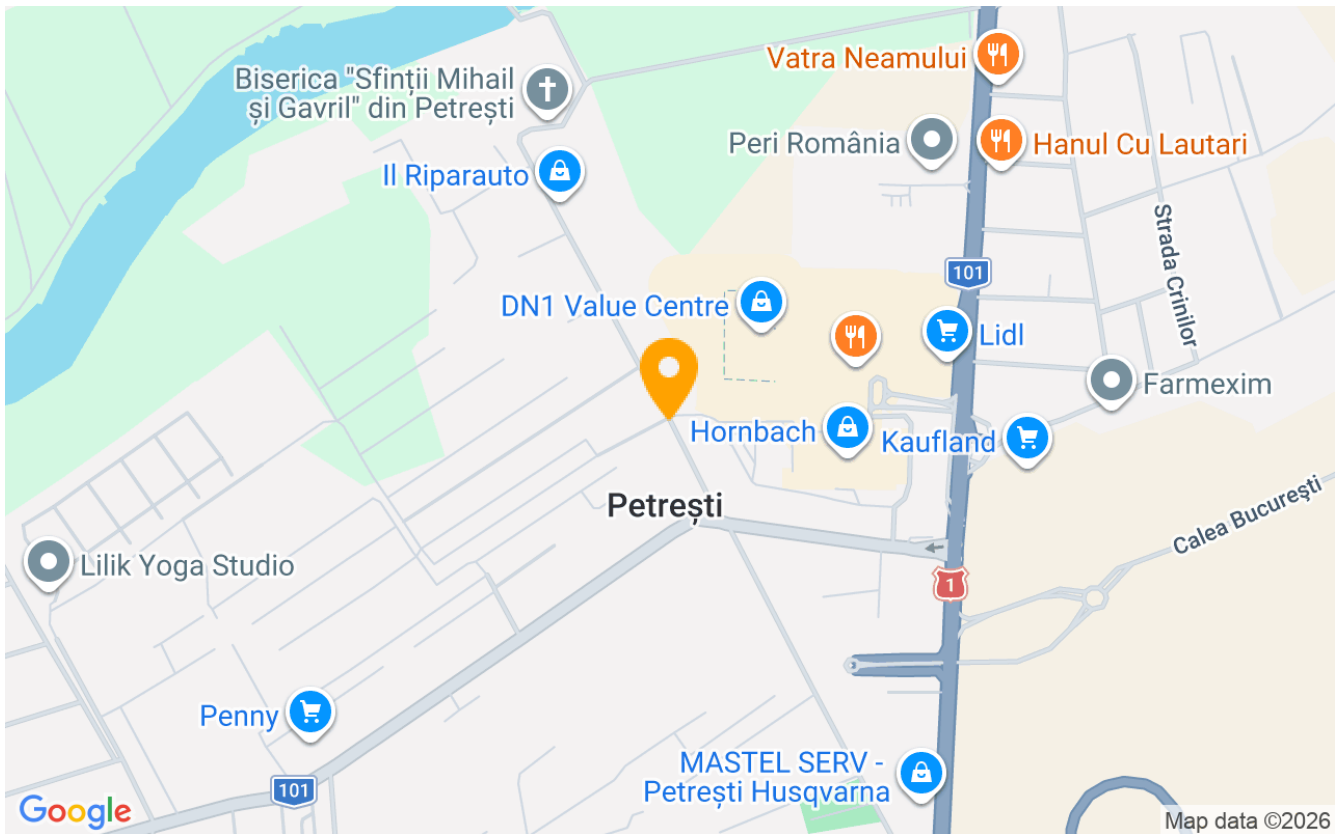 Vatra Neamului
Biserica "Sfinții Mihail
și Gavril" din Petrești
Peri România
Hanul Cu Lautari
Il Riparauto
Strada Crinilor
101
DN1 Value Centre
Lidl
Farmexim
Hornbach
Kaufland
Petrești
Calea București
Lilik Yoga Studio
1
Penny
MASTEL SERV -
Petrești Husqvarna
101
Google
Map data ©2026